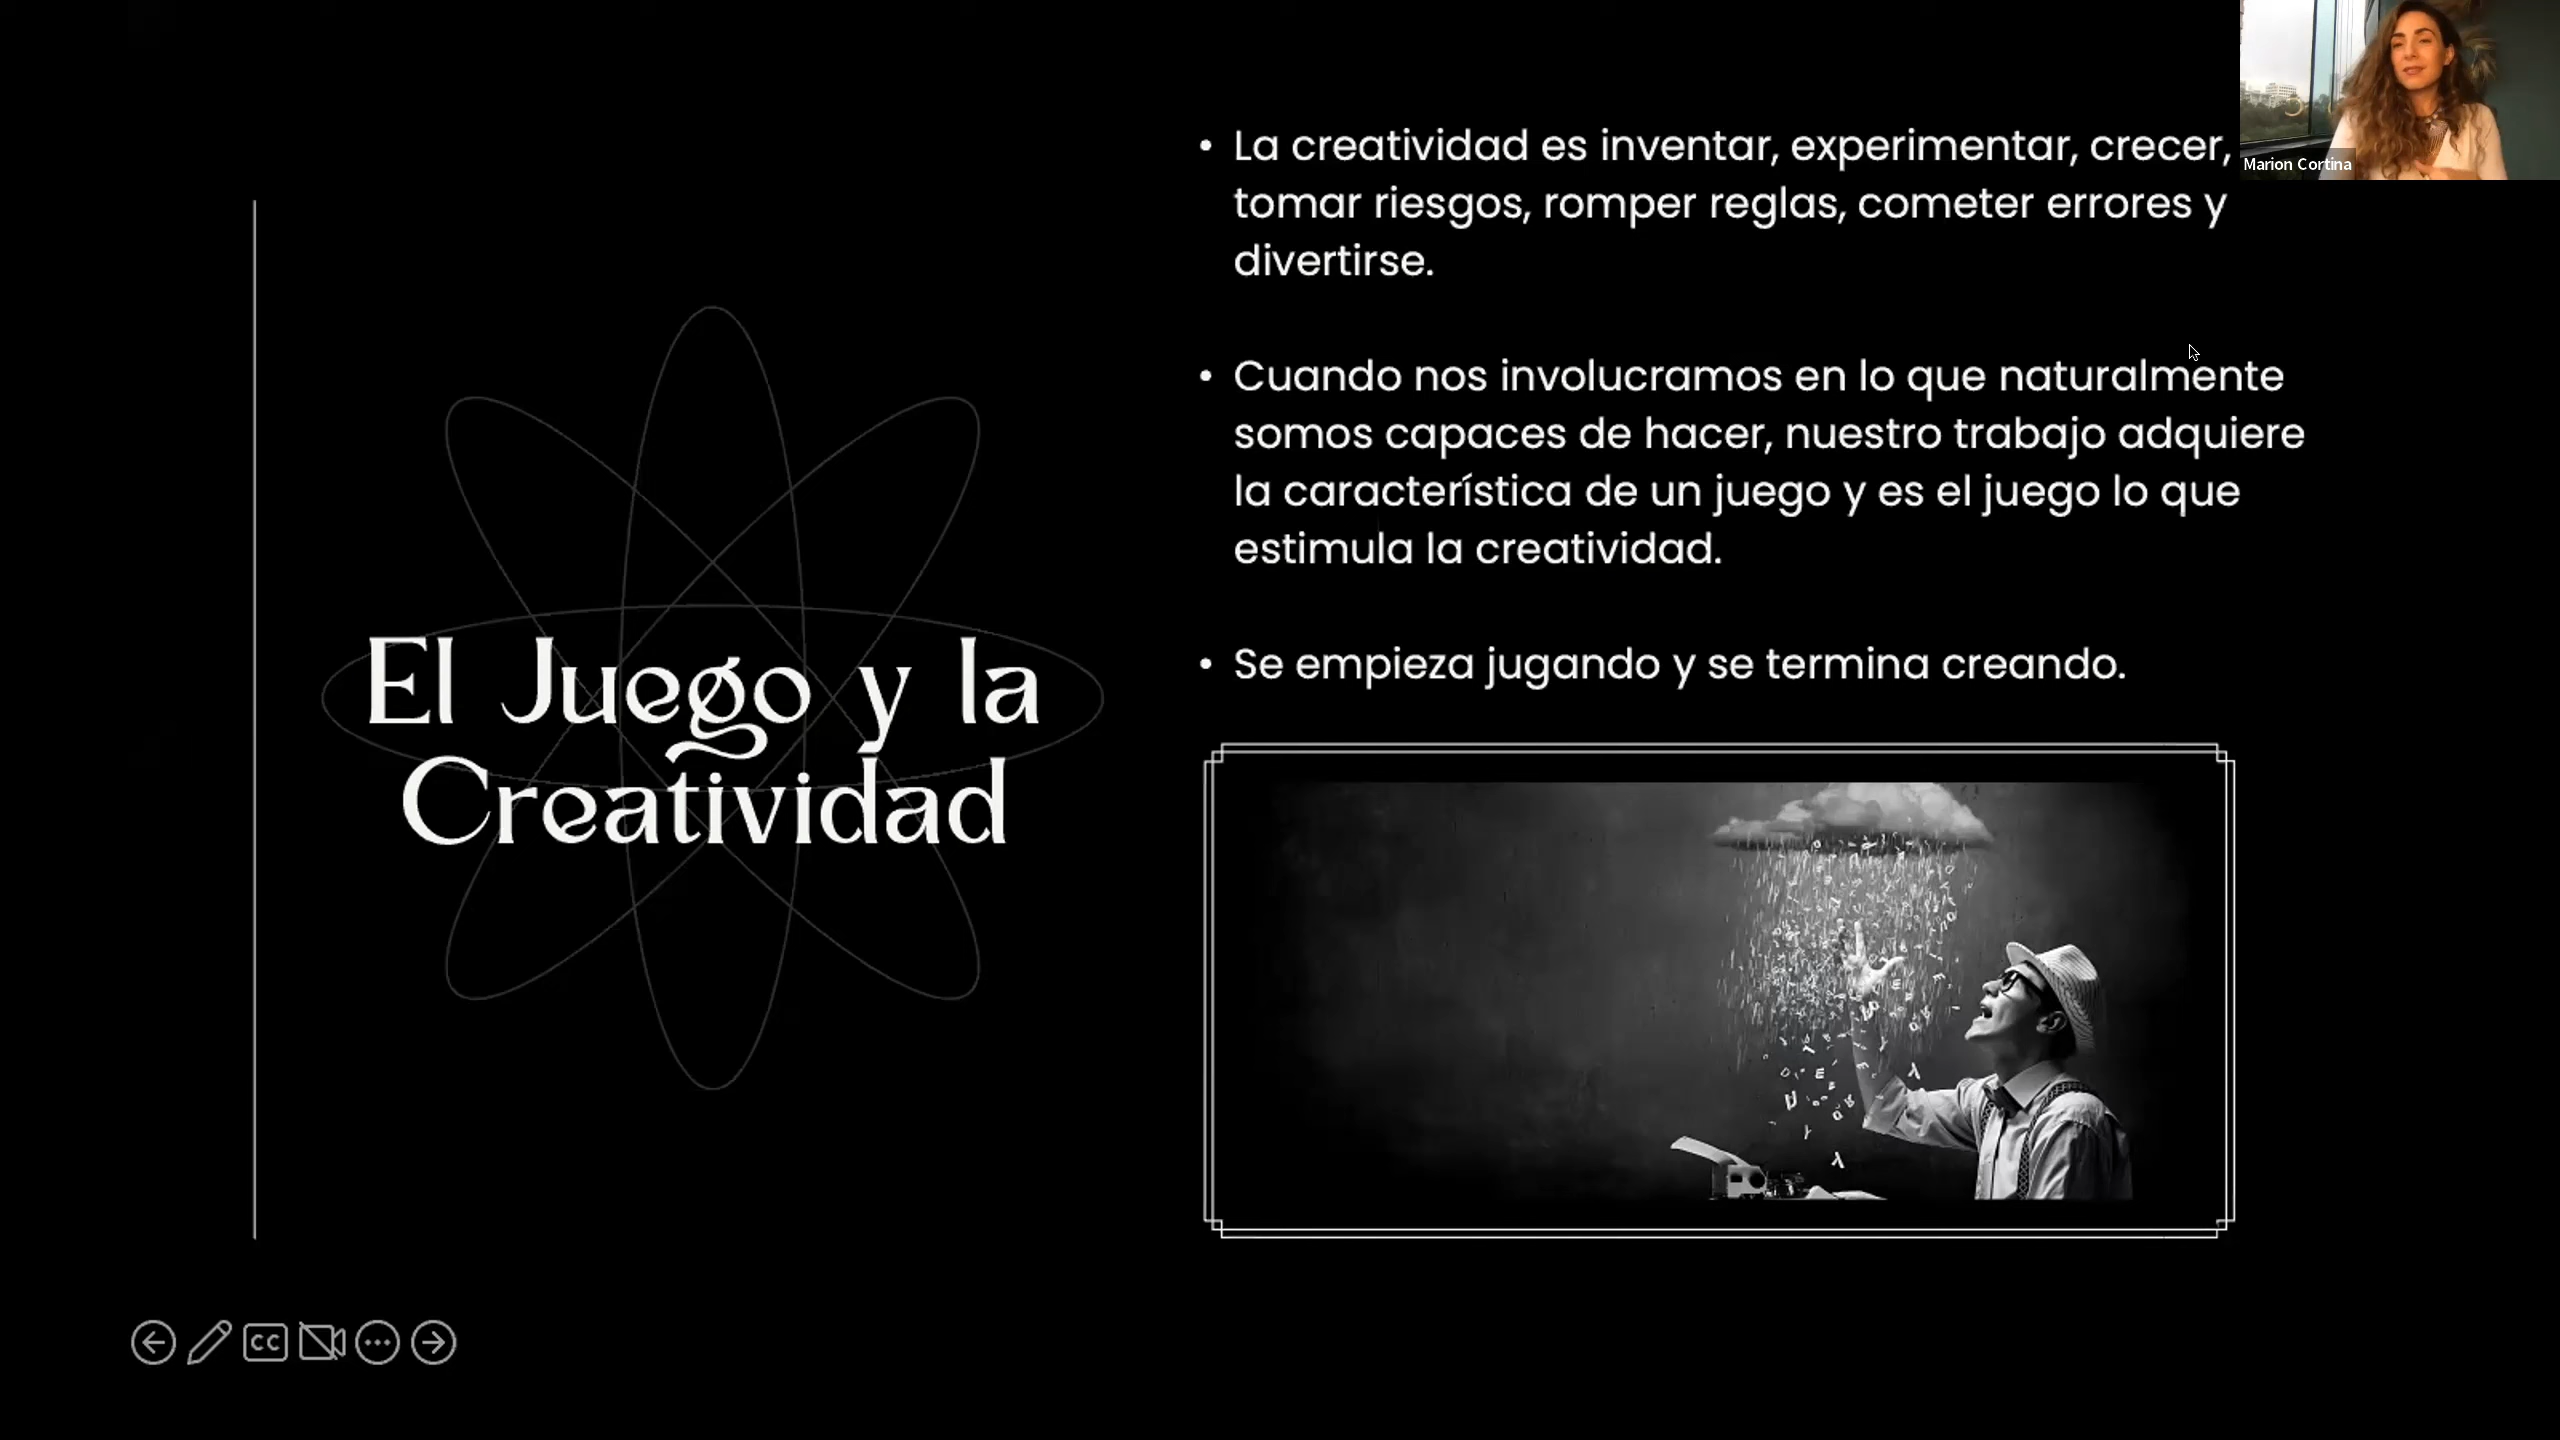 El Juego y la
Creatividad
• La creatividad es inventar, experimentar, crecer,
tomar riesgos, romper reglas, cometer errores y
divertirse.
• Cuando nos involucramos en lo que naturalmente
somos capaces de hacer, nuestro trabajo adquiere
la característica de un juego y es el juego lo que
estimula la creatividad.
• Se empieza jugando y se termina creando.
Marion Cortina
CC